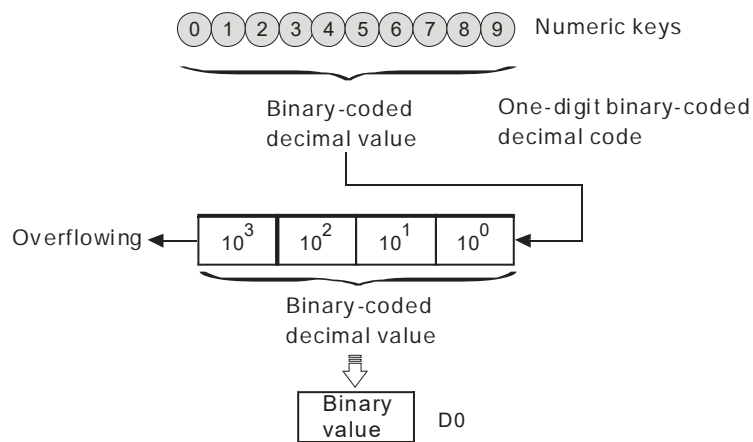 0 1 2 3 4 5 6 7 8 9 Numeric keys
Binary-coded
decimal value
One-digit binary-coded
decimal code
Overflowing
10^3 10^2 10^1 10^0
Binary-coded
decimal value
Binary
value
D0